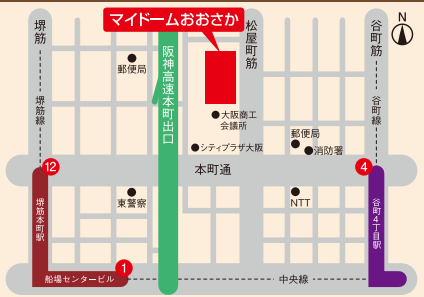 マイドームおおさか
N
堺筋
松屋町筋
谷町筋
阪神高速本町出口
郵便局
堺筋線
谷町線
大阪商工
会議所
郵便局
消防署
シティプラザ大阪
本町通
12
4
東警察
NTT
堺筋本町駅
谷町4丁目駅
1
船場センタービル
中央線